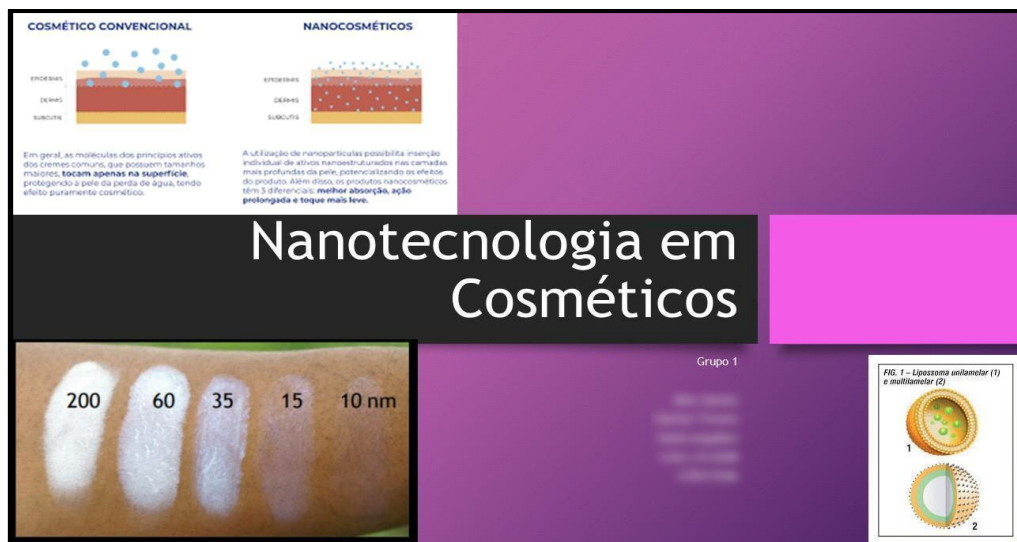 COSMÉTICO CONVENCIONAL
EPIDERMIS
DERMIS
SUBCUTIS
Em geral, as moléculas dos princípios ativos
dos cremes comuns, que possuem tamanhos
maiores, tocam apenas na superfície,
protegendo a pele da perda de água, tendo
efeito puramente cosmético.
NANOCOSMÉTICOS
EPIDERMIS
DERMIS
SUBCUTIS
A utilização de nanopartículas possibilita inserção
individual de ativos nanoestruturados nas camadas
mais profundas da pele, potencializando os efeitos
do produto. Além disso, os produtos nanocosméticos
têm 3 diferenciais: melhor absorção, ação
prolongada e toque mais leve.
Nanotecnologia em
Cosméticos
Grupo 1
200 60 35 15 10 nm
FIG. 1 – Lipossoma unilamelar (1)
e multilamelar (2)
1
2